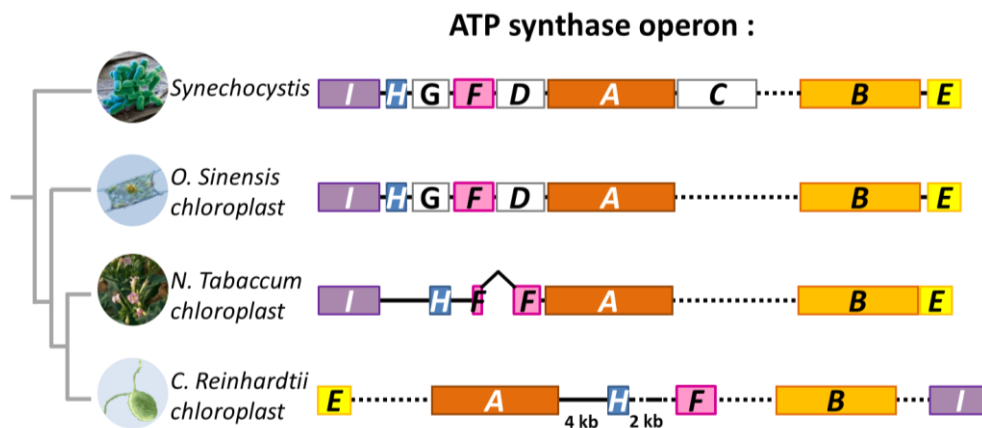 ATP synthase operon :
Synechocystis
I H G F D A C B E
O. Sinensis
chloroplast
I H G F D A B E
N. Tabaccum
chloroplast
I H F F A B E
C. Reinhardtii
chloroplast
E A H F B I
4 kb 2 kb